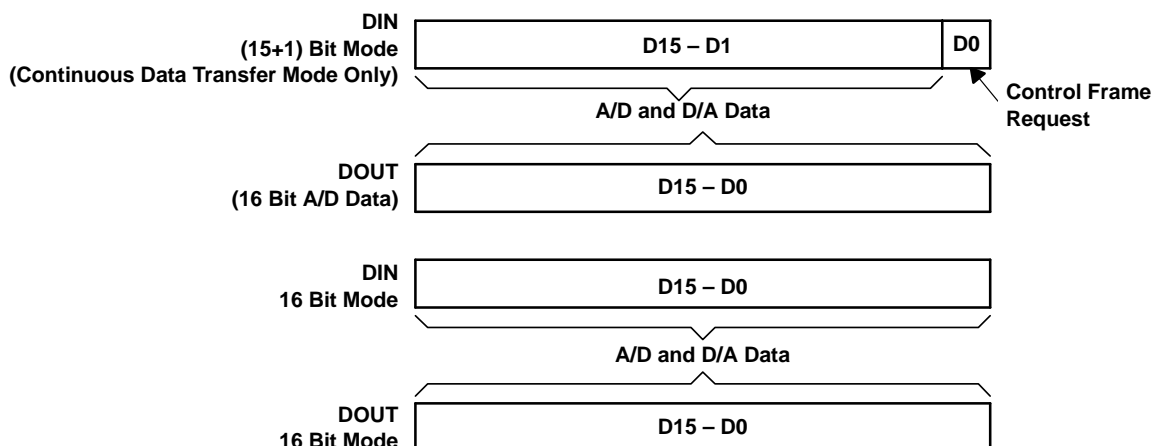 DIN
(15+1) Bit Mode
(Continuous Data Transfer Mode Only)
D15 – D1
D0
Control Frame
Request
A/D and D/A Data
DOUT
(16 Bit A/D Data)
D15 – D0
DIN
16 Bit Mode
D15 – D0
A/D and D/A Data
DOUT
16 Bit Mode
D15 – D0